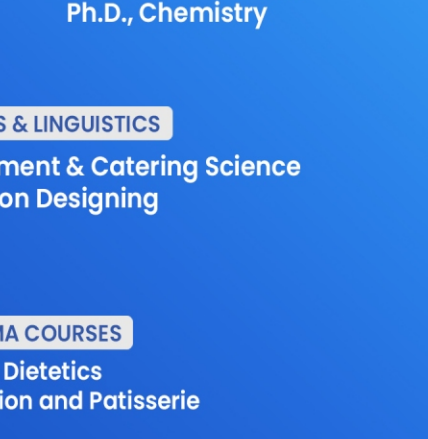 Ph.D., Chemistry
S & LINGUISTICS
ment & Catering Science
on Designing
MA COURSES
Dietetics
ion and Patisserie